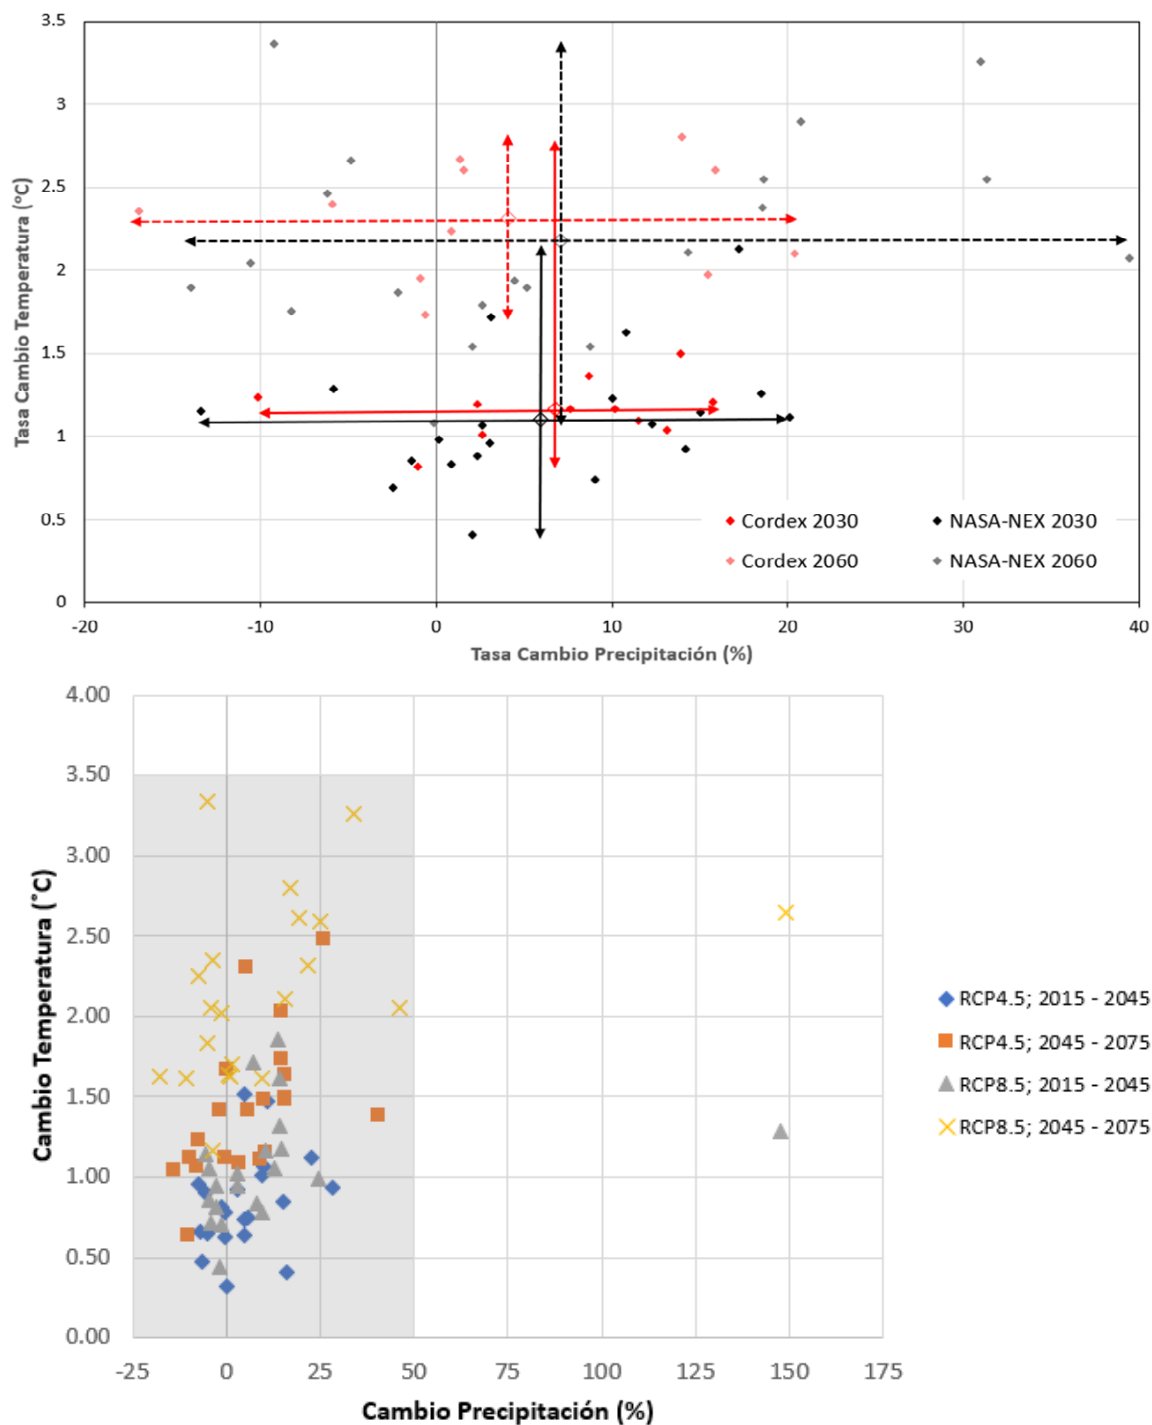 3.5
3
2.5
2
1.5
1
0.5
0
Tasa Cambio Temperatura (°C)
Cordex 2030
NASA-NEX 2030
Cordex 2060
NASA-NEX 2060
-20 -10 0 10 20 30 40
Tasa Cambio Precipitación (%)
4.00
3.50
3.00
2.50
2.00
1.50
1.00
0.50
0.00
Cambio Temperatura (°C)
RCP4.5; 2015 - 2045
RCP4.5; 2045 - 2075
RCP8.5; 2015 - 2045
RCP8.5; 2045 - 2075
-25 0 25 50 75 100 125 150 175
Cambio Precipitación (%)